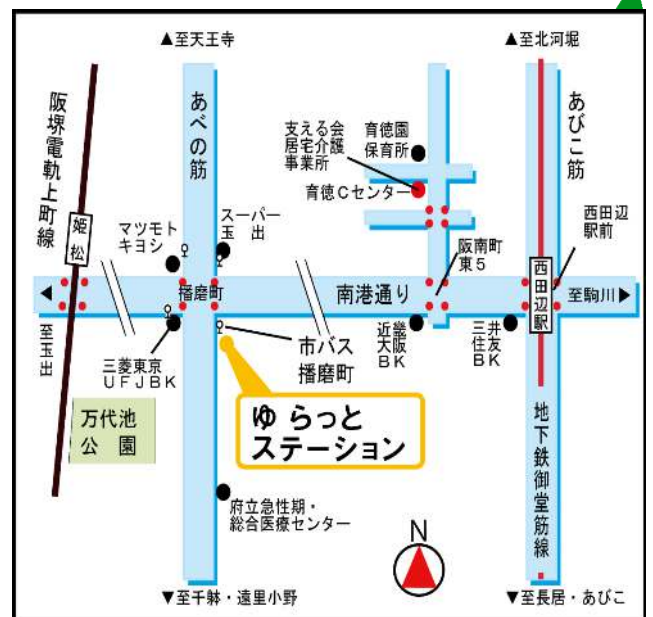 ▲至天王寺
▲至北河堀
阪堺電軌上町線
あべの筋
あびこ筋
支える会
居宅介護
事業所
育徳園
保育所
育徳Cセンター
姫松
マツモト
キヨシ
スーパー
玉出
西田辺
駅前
阪南町
東5
◀
播磨町
南港通り
西田辺駅
至駒川▶
至玉出
三菱東京
UFJBK
市バス
播磨町
近畿
大阪
BK
三井
住友
BK
万代池
公園
ゆらっと
ステーション
地下鉄御堂筋線
府立急性期・
総合医療センター
N
▼至千躰・遠里小野
▼至長居・あびこ